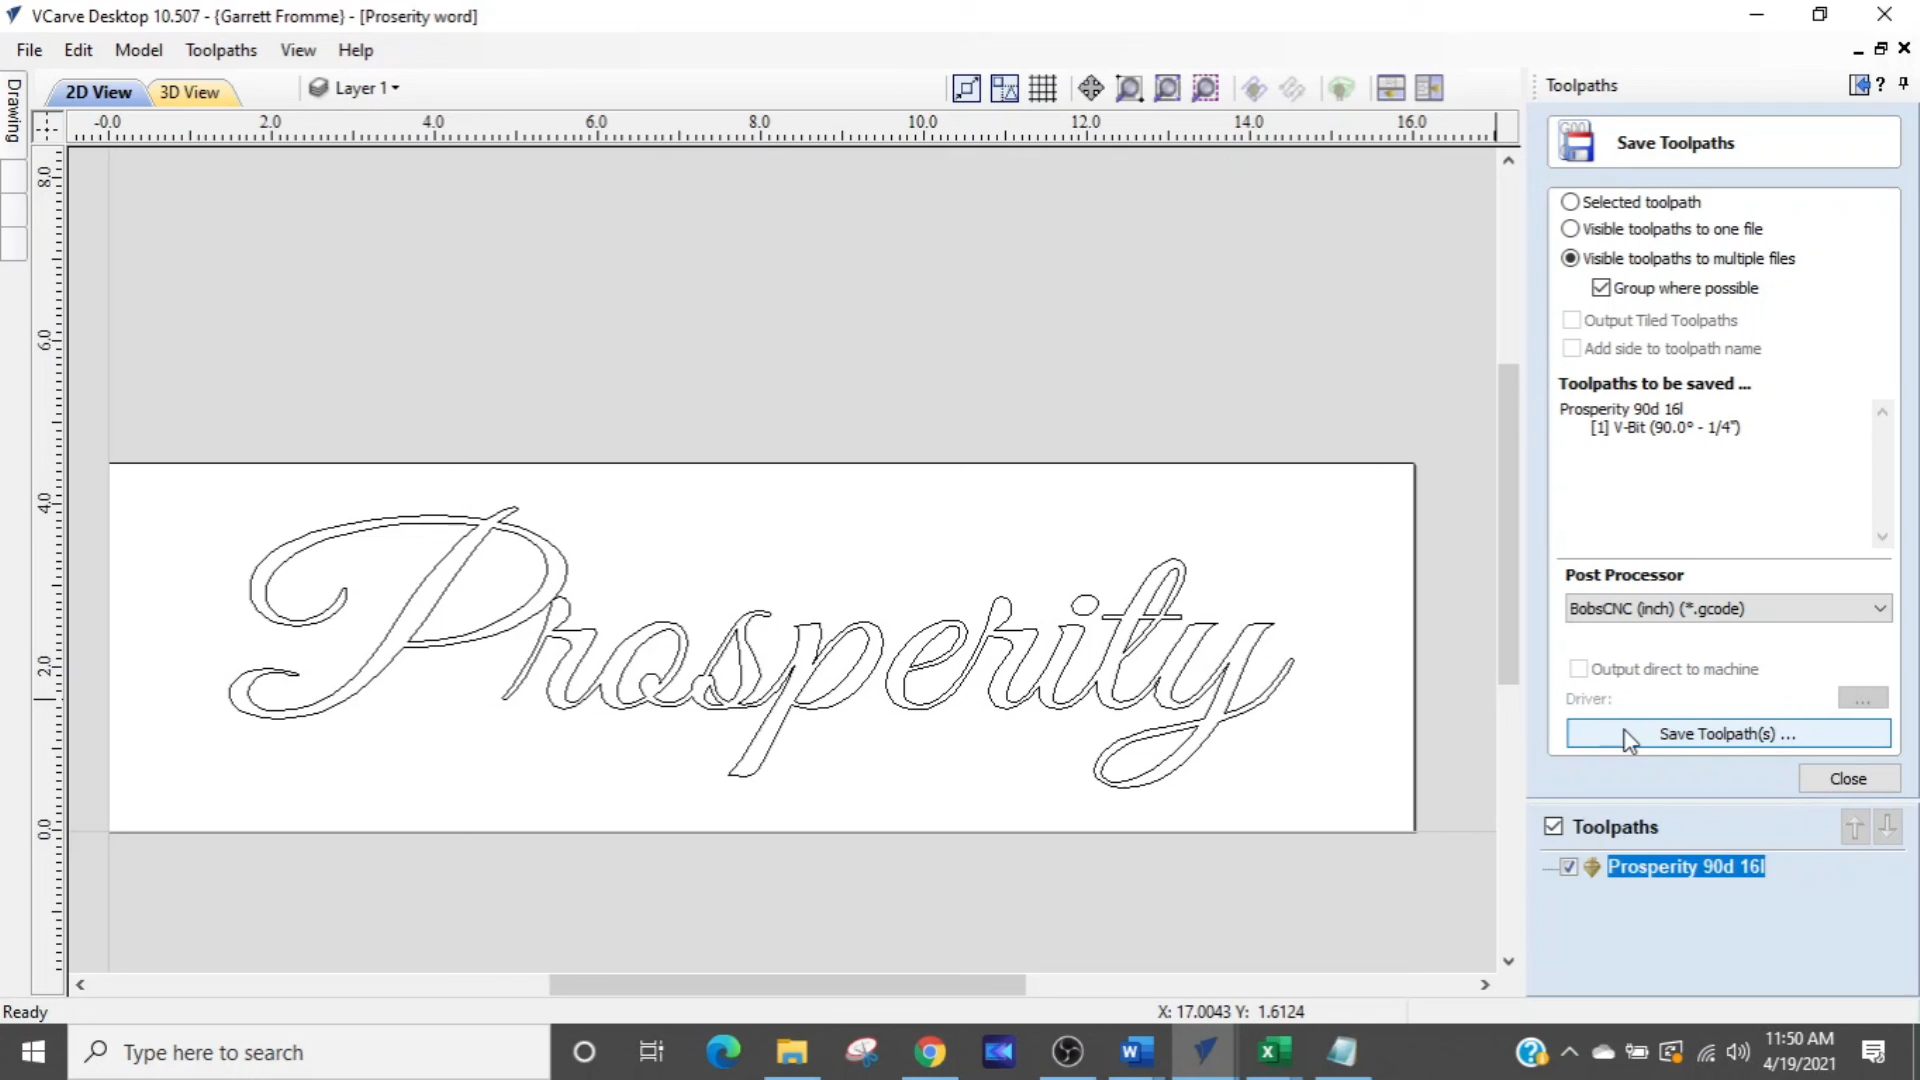 VCarve Desktop 10.507 - {Garrett Fromme} - [Proserity word]
File Edit Model Toolpaths View Help
Drawing
2D View 3D View Layer 1
Toolpaths ?
-0.0 2.0 4.0 6.0 8.0 10.0 12.0 14.0 16.0
8.0
6.0
4.0
2.0
0.0
Prosperity
G00
Save Toolpaths
Selected toolpath
Visible toolpaths to one file
Visible toolpaths to multiple files
Group where possible
Output Tiled Toolpaths
Add side to toolpath name
Toolpaths to be saved ...
Prosperity 90d 16l
[1] V-Bit (90.0° - 1/4")
Post Processor
BobsCNC (inch) (*.gcode)
Output direct to machine
Driver: ...
Save Toolpath(s) ...
Close
Toolpaths
Prosperity 90d 16l
Ready
X: 17.0043 Y: 1.6124
Type here to search
11:50 AM
4/19/2021